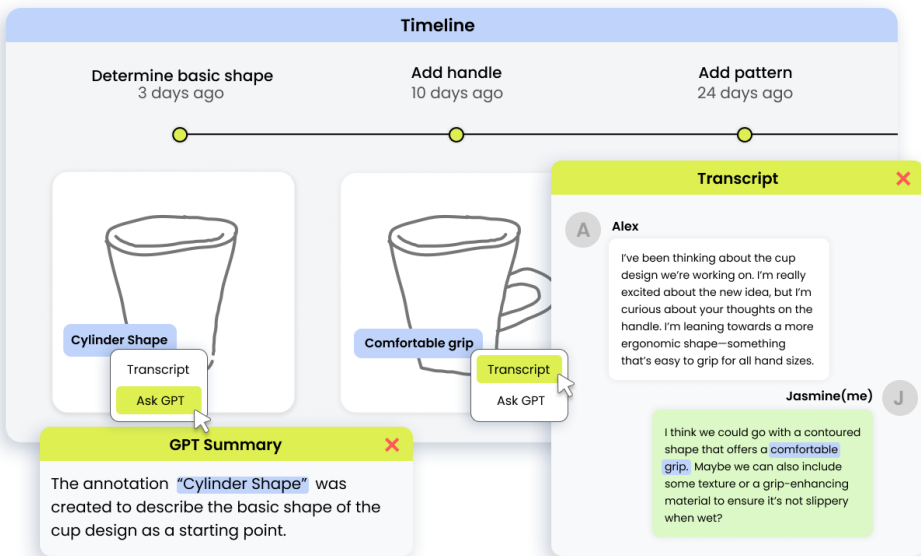 Timeline
Determine basic shape
3 days ago
Add handle
10 days ago
Add pattern
24 days ago
Cylinder Shape
Transcript
Ask GPT
Comfortable grip
Transcript
Ask GPT
GPT Summary
The annotation “Cylinder Shape” was
created to describe the basic shape of the
cup design as a starting point.
Transcript
A
Alex
I’ve been thinking about the cup
design we’re working on. I’m really
excited about the new idea, but I’m
curious about your thoughts on the
handle. I’m leaning towards a more
ergonomic shape—something
that’s easy to grip for all hand sizes.
Jasmine(me)
J
I think we could go with a contoured
shape that offers a comfortable
grip. Maybe we can also include
some texture or a grip-enhancing
material to ensure it’s not slippery
when wet?